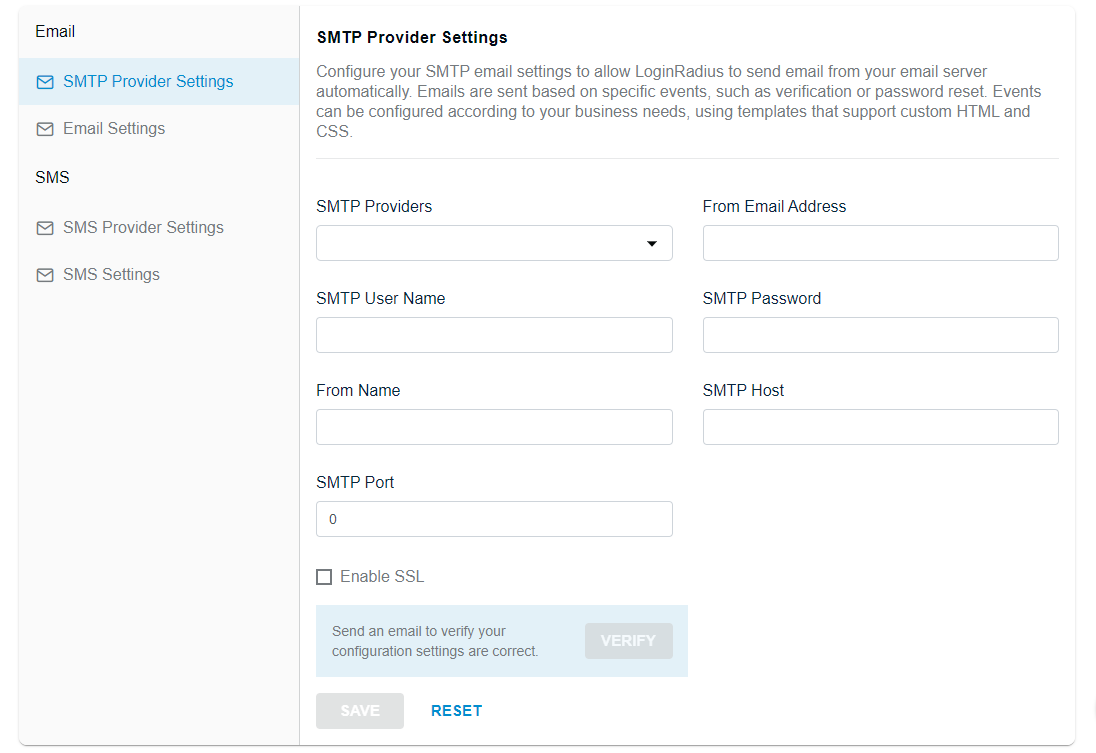 Email
SMTP Provider Settings
Email Settings
SMS
SMS Provider Settings
SMS Settings
SMTP Provider Settings
Configure your SMTP email settings to allow LoginRadius to send email from your email server
automatically. Emails are sent based on specific events, such as verification or password reset. Events
can be configured according to your business needs, using templates that support custom HTML and
CSS.
SMTP Providers
From Email Address
SMTP User Name
SMTP Password
From Name
SMTP Host
SMTP Port
0
Enable SSL
Send an email to verify your
configuration settings are correct.
VERIFY
SAVE
RESET